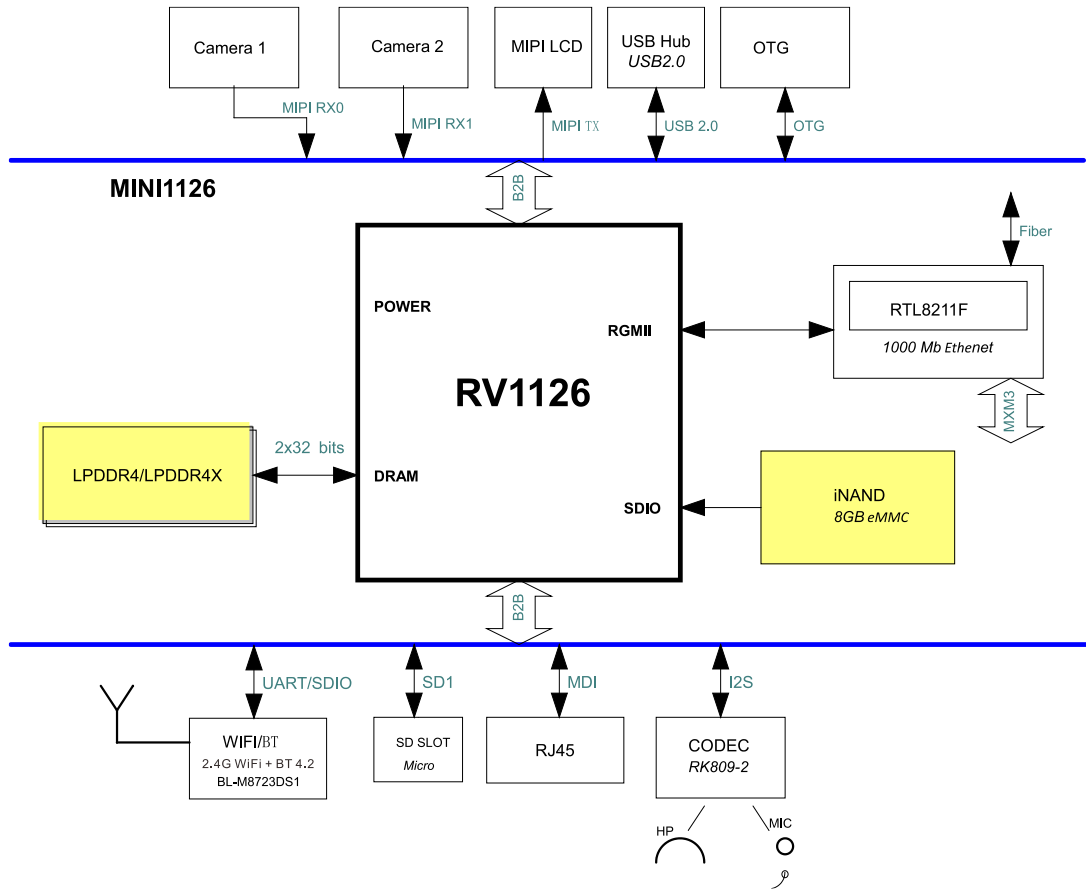 Camera 1
Camera 2
MIPI LCD
USB Hub
USB2.0
OTG
MIPI RX0
MIPI RX1
MIPI TX
USB 2.0
OTG
MINI1126
B2B
Fiber
POWER
RGMII
RTL8211F
1000 Mb Ethenet
RV1126
MXM3
2x32 bits
LPDDR4/LPDDR4X
DRAM
SDIO
iNAND
8GB eMMC
B2B
UART/SDIO
SD1
MDI
I2S
WIFI/BT
2.4G WiFi + BT 4.2
BL-M8723DS1
SD SLOT
Micro
RJ45
CODEC
RK809-2
HP
MIC